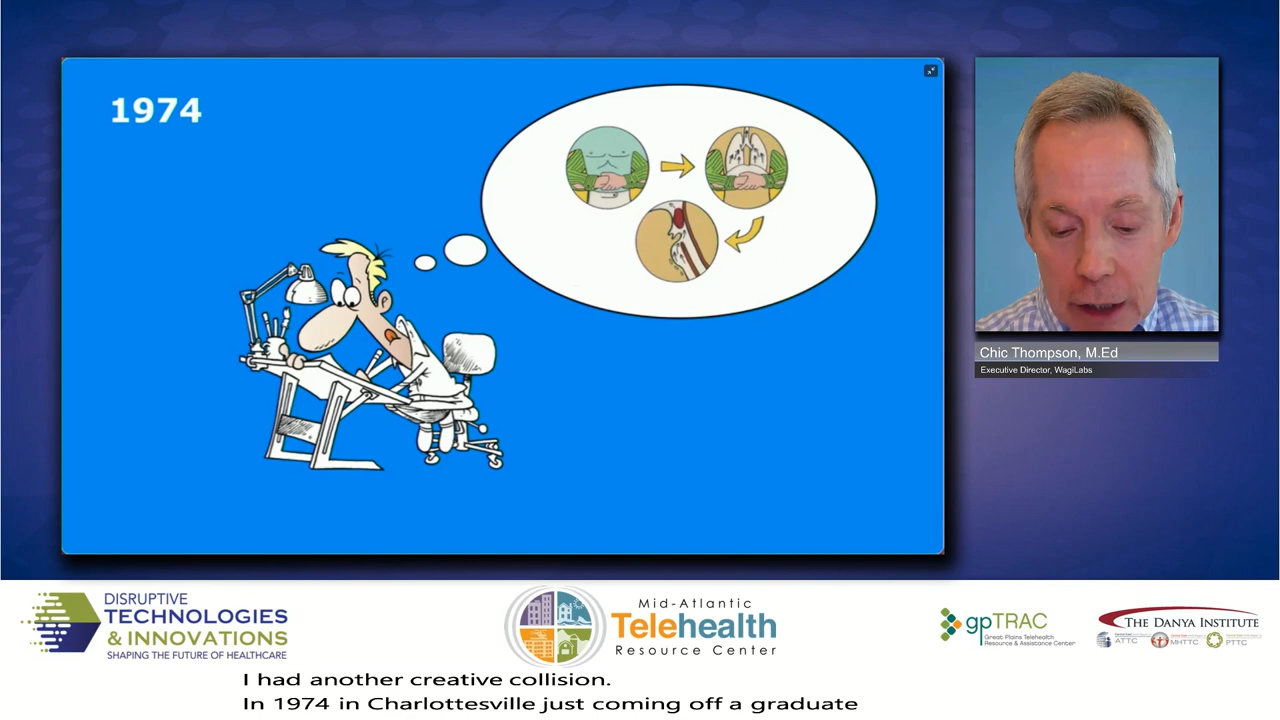 1974
Chic Thompson, M.Ed
Executive Director, WagiLabs
DISRUPTIVE
TECHNOLOGIES
& INNOVATIONS
SHAPING THE FUTURE OF HEALTHCARE
Mid-Atlantic
Telehealth
Resource Center
gpTRAC
Great Plains Telehealth
Resource & Assistance Center
THE DANYA INSTITUTE
ATTC
MHTTC
PTTC
I had another creative collision.
In 1974 in Charlottesville just coming off a graduate